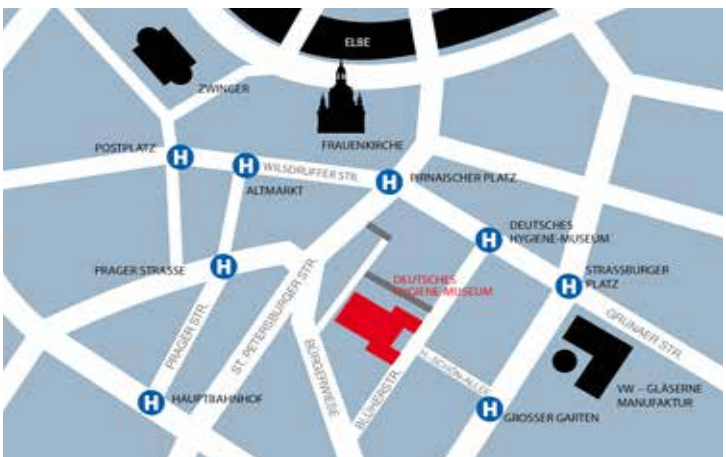 ELBE
ZWINGER
FRAUENKIRCHE
POSTPLATZ
H
H
WILSDRUFFER STR.
H
PIRNAISCHER PLATZ
ALTMARKT
DEUTSCHES
HYGIENE-MUSEUM
H
PRAGER STRASSE
H
DEUTSCHES
HYGIENE-MUSEUM
STRASSBURGER
PLATZ
H
PRAGER STR.
ST. PETERSBURGER STR.
BÜRGERWIESE
BLÜHERSTR.
H.-SCHÖN-ALLEE
GRUNAER STR.
VW – GLÄSERNE
MANUFAKTUR
H
HAUPTBAHNHOF
H
GROSSER GARTEN